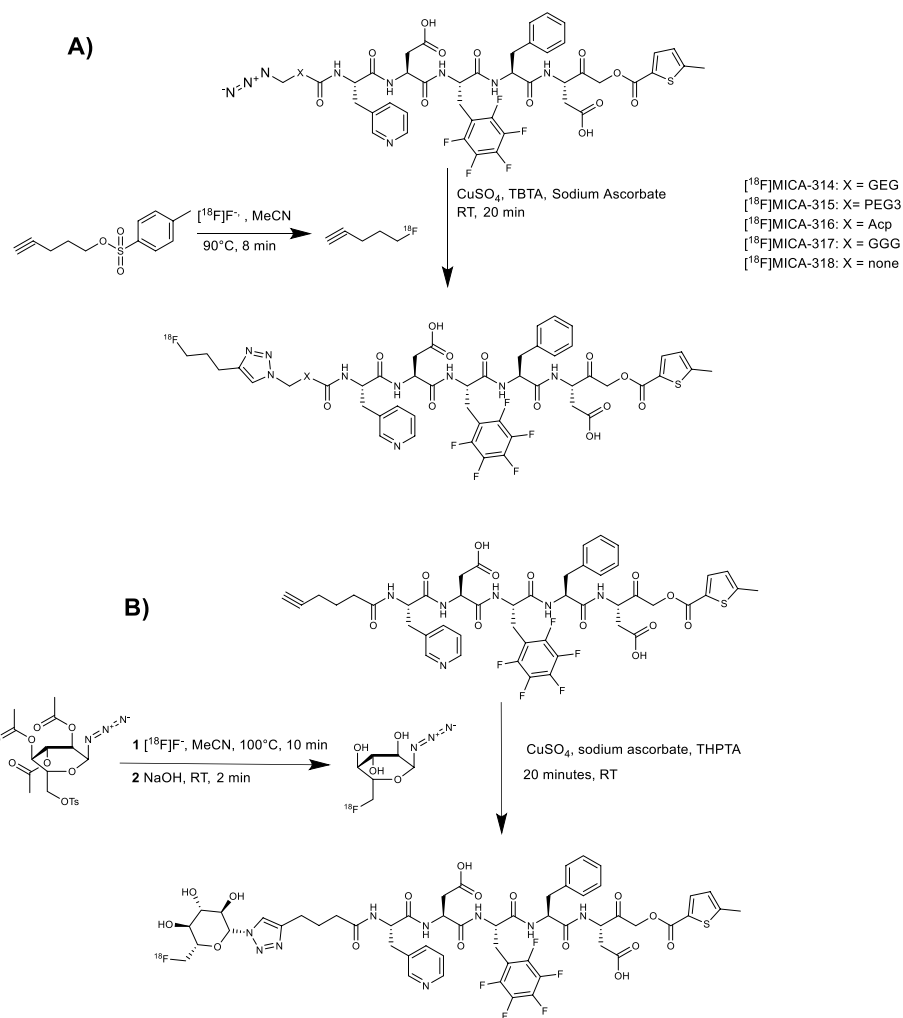 A)
[18F]F-, , MeCN
90°C, 8 min
CuSO4, TBTA, Sodium Ascorbate
RT, 20 min
[18F]MICA-314: X = GEG
[18F]MICA-315: X= PEG3
[18F]MICA-316: X = Acp
[18F]MICA-317: X = GGG
[18F]MICA-318: X = none
B)
1 [18F]F-, MeCN, 100°C, 10 min
2 NaOH, RT, 2 min
CuSO4, sodium ascorbate, THPTA
20 minutes, RT